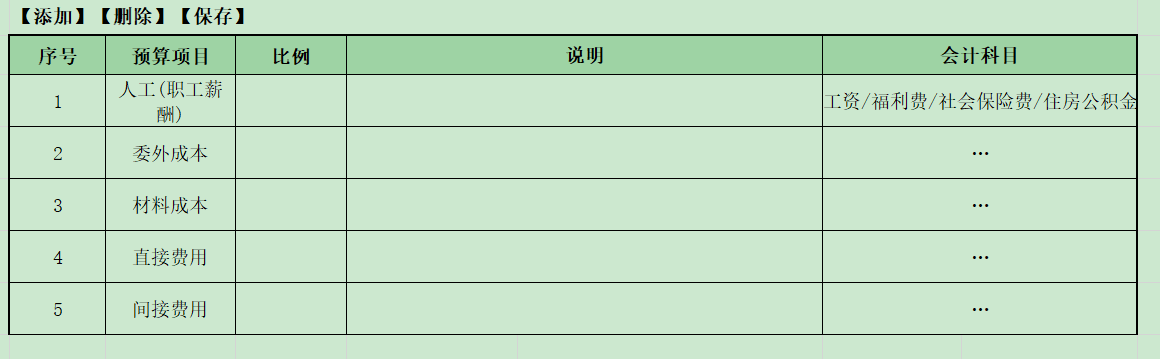 【添加】【删除】【保存】
序号 预算项目 比例 说明 会计科目
1 人工(职工薪酬) 工资/福利费/社会保险费/住房公积金
2 委外成本 …
3 材料成本 …
4 直接费用 …
5 间接费用 …